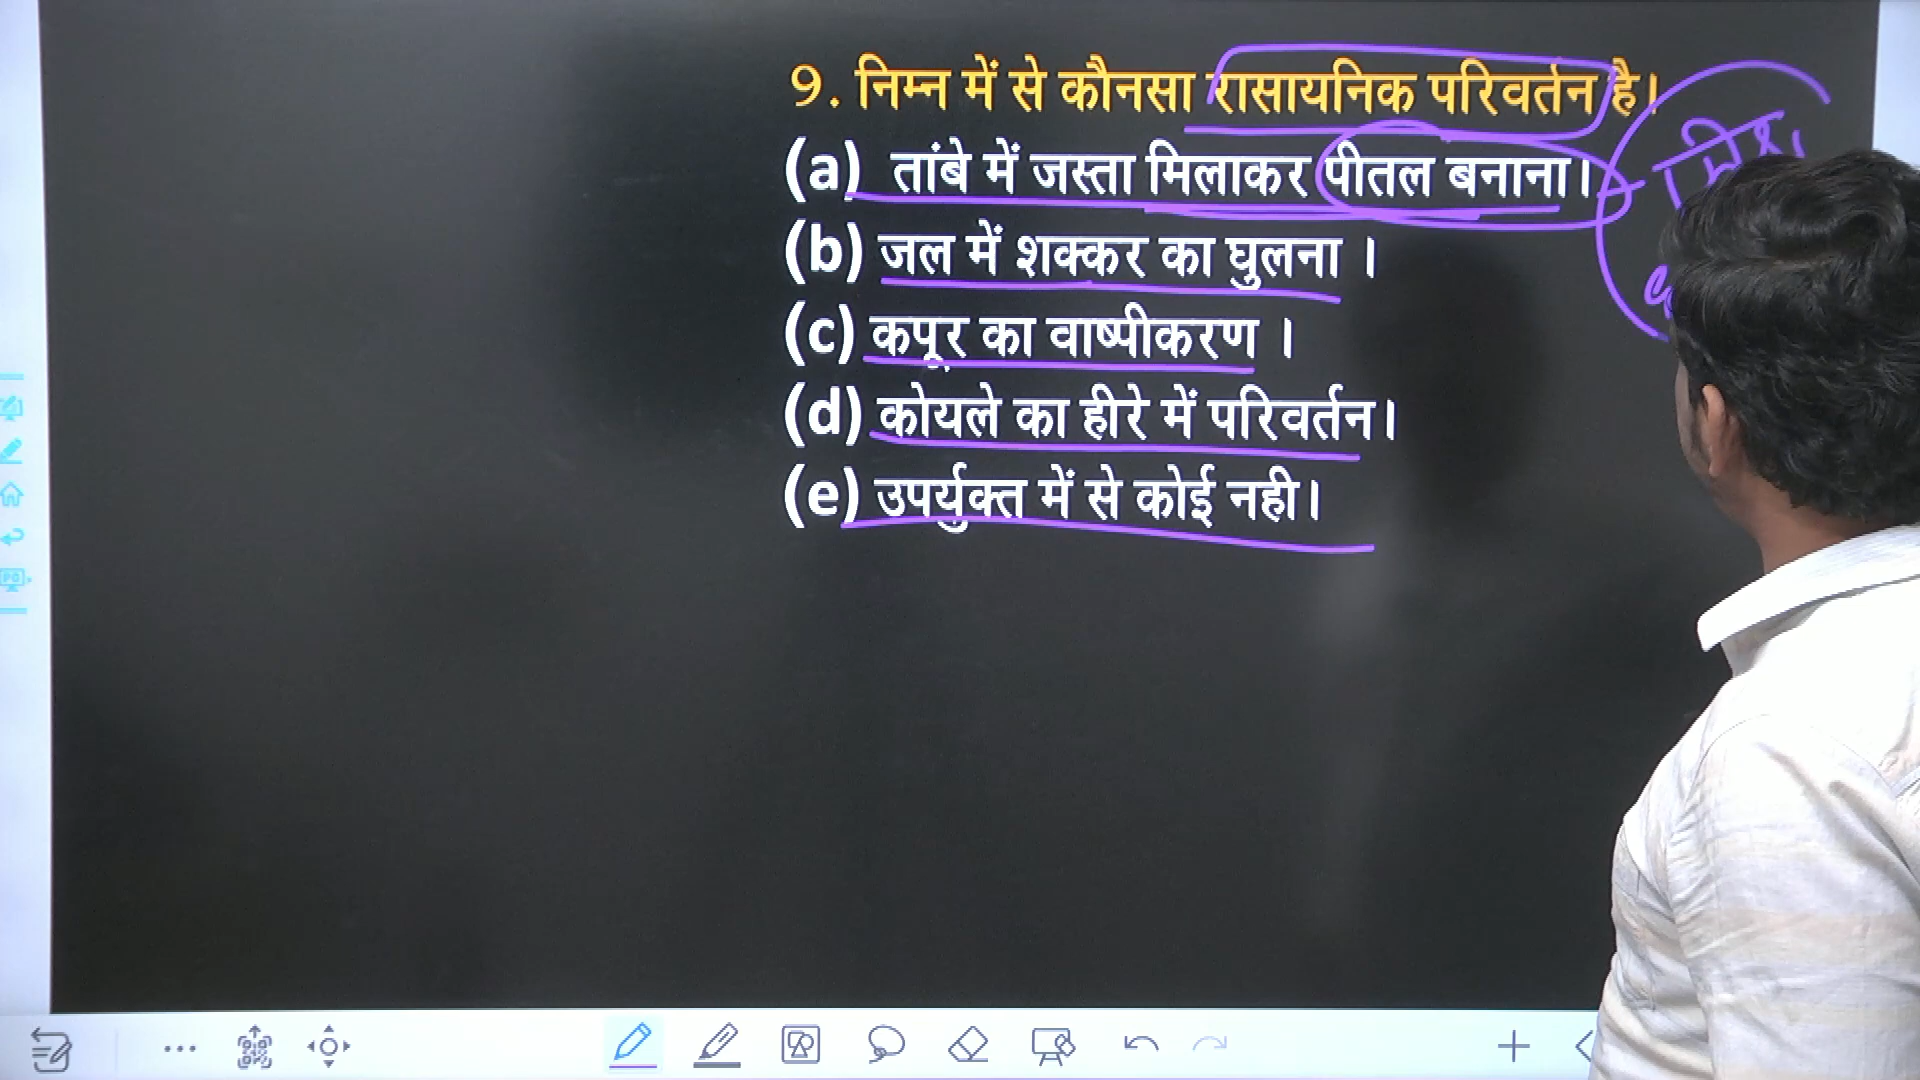 9. निम्न में से कौनसा रासायनिक परिवर्तन है।
(a) तांबे में जस्ता मिलाकर पीतल बनाना।
(b) जल में शक्कर का घुलना ।
(c) कपूर का वाष्पीकरण ।
(d) कोयले का हीरे में परिवर्तन।
(e) उपर्युक्त में से कोई नही।